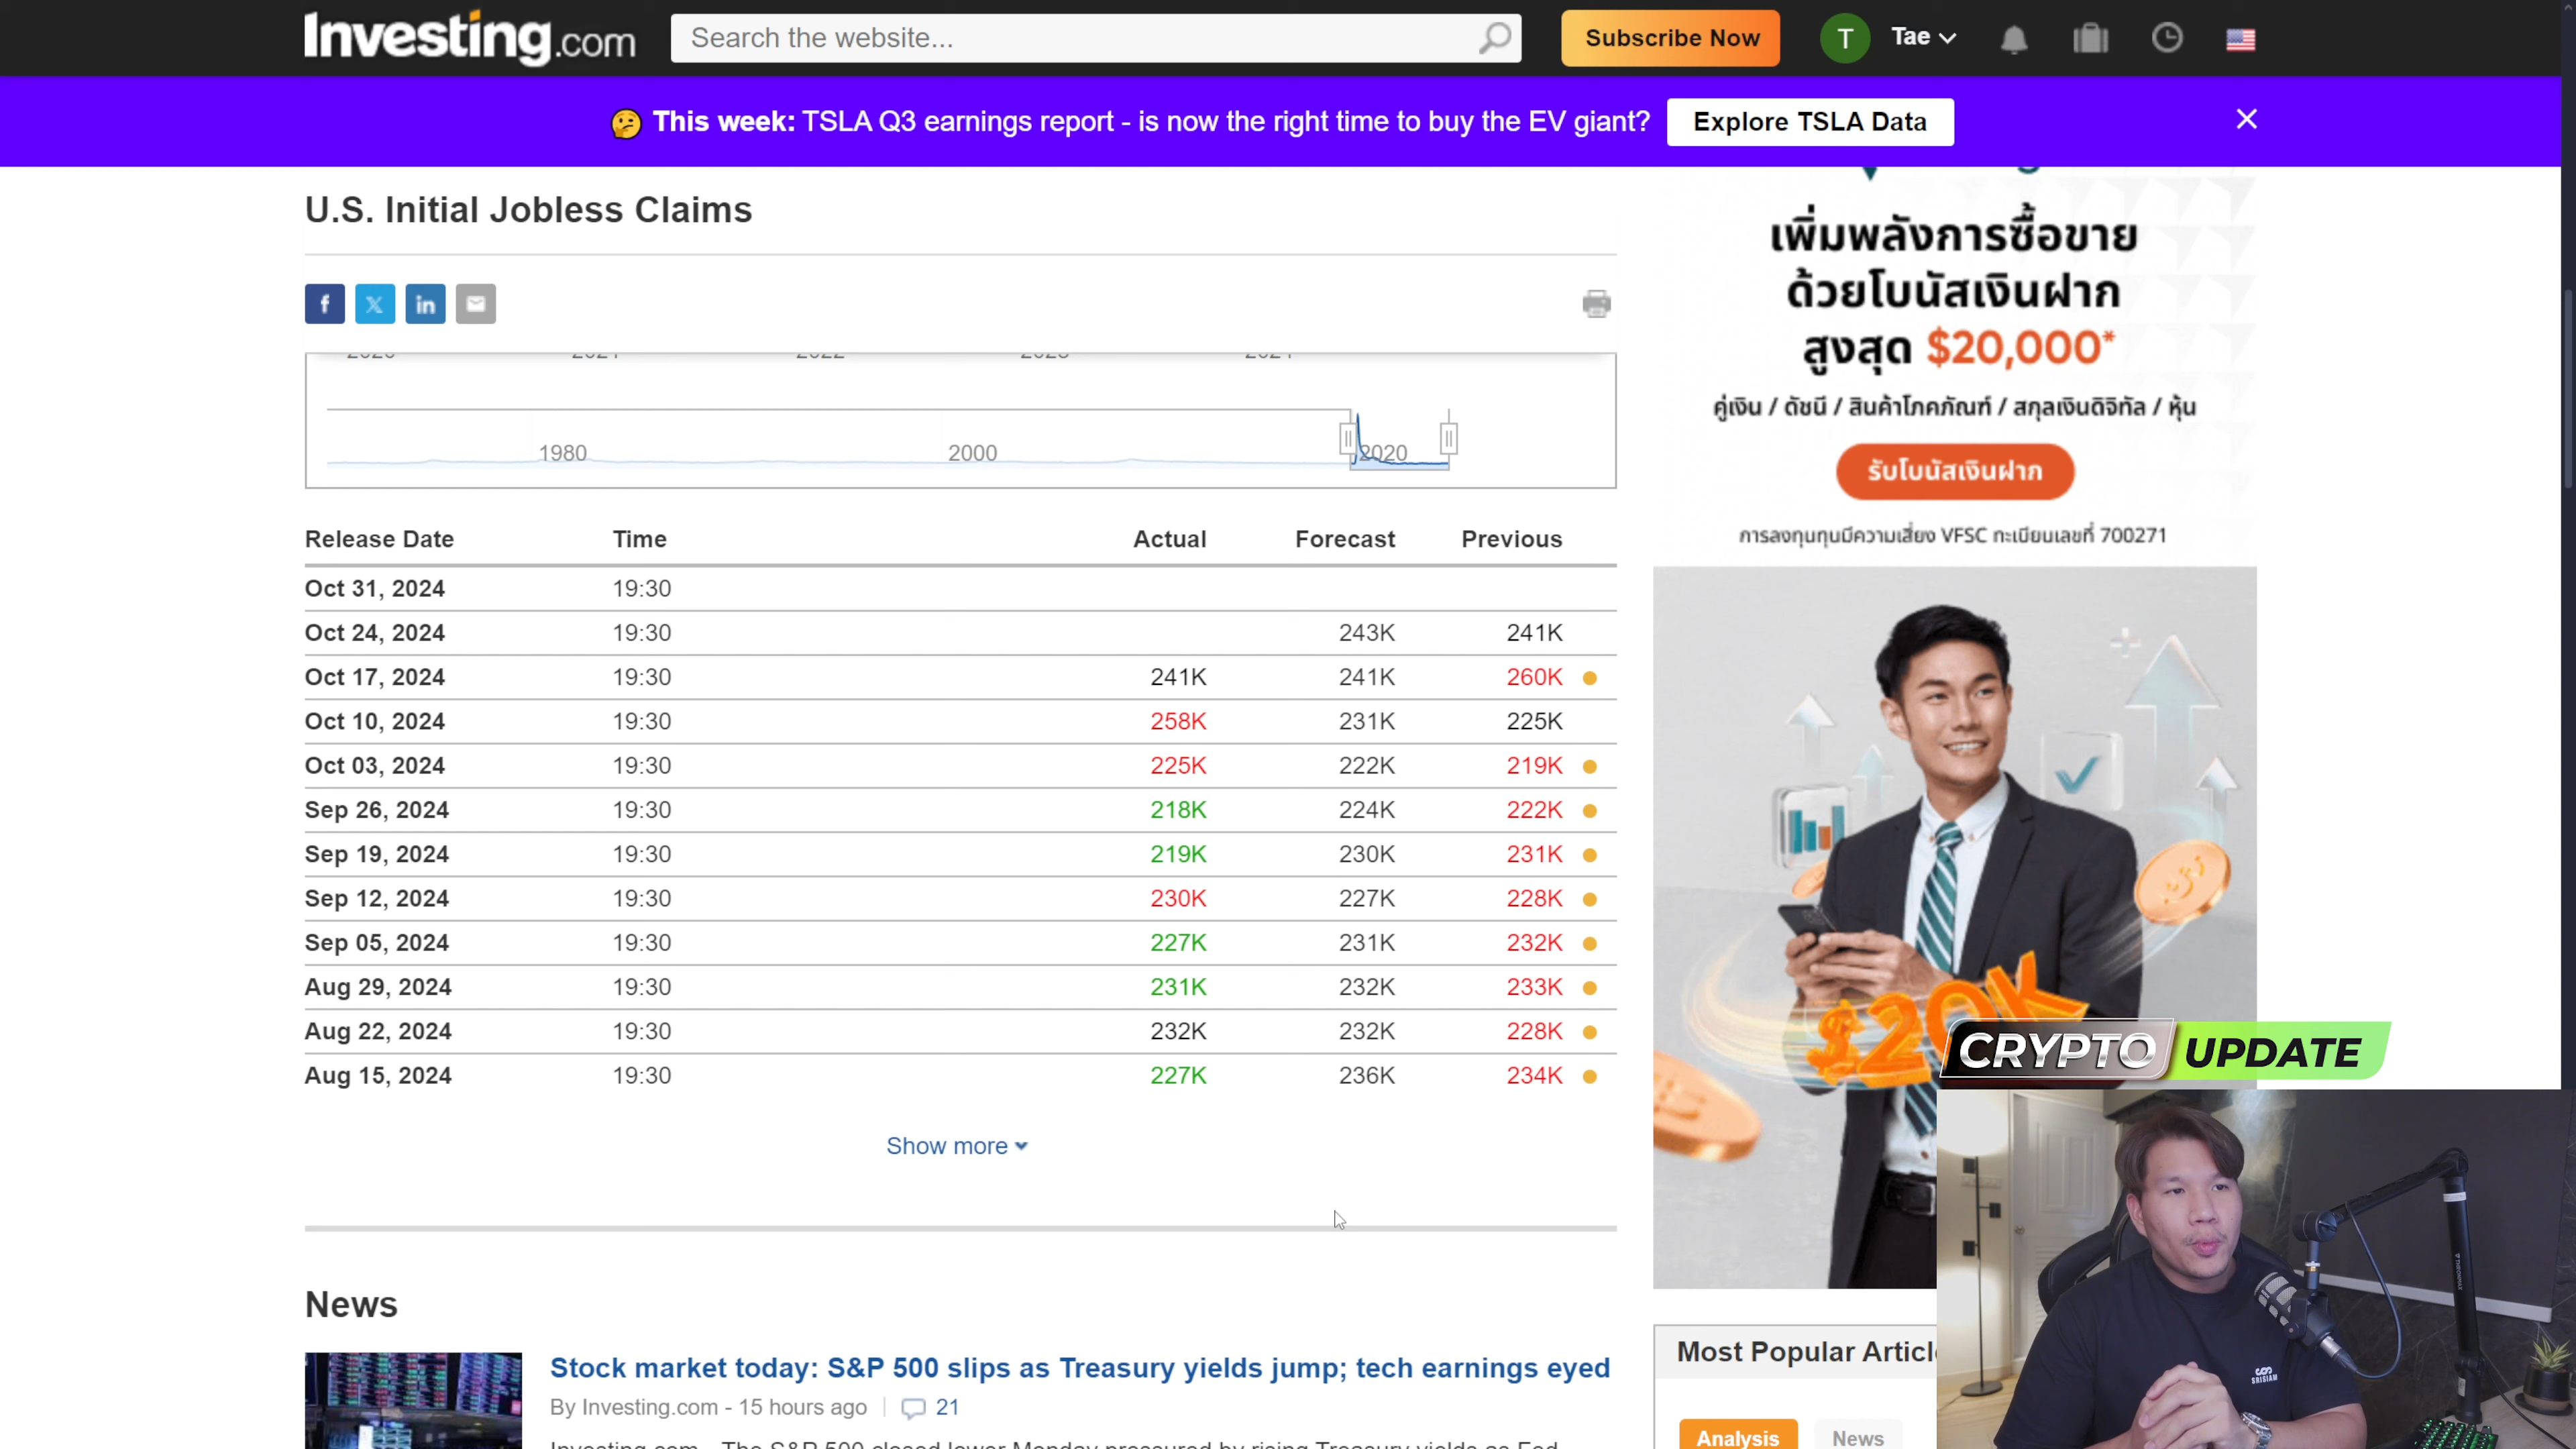 Investing.com
Search the website...
Subscribe Now
T
Tae
This week: TSLA Q3 earnings report - is now the right time to buy the EV giant?
Explore TSLA Data
U.S. Initial Jobless Claims
1980
2000
2020
Release Date Time Actual Forecast Previous
Oct 31, 2024 19:30
Oct 24, 2024 19:30 243K 241K
Oct 17, 2024 19:30 241K 241K 260K
Oct 10, 2024 19:30 258K 231K 225K
Oct 03, 2024 19:30 225K 222K 219K
Sep 26, 2024 19:30 218K 224K 222K
Sep 19, 2024 19:30 219K 230K 231K
Sep 12, 2024 19:30 230K 227K 228K
Sep 05, 2024 19:30 227K 231K 232K
Aug 29, 2024 19:30 231K 232K 233K
Aug 22, 2024 19:30 232K 232K 228K
Aug 15, 2024 19:30 227K 236K 234K
Show more
News
Stock market today: S&P 500 slips as Treasury yields jump; tech earnings eyed
By Investing.com - 15 hours ago
21
เพิ่มพลังการซื้อขาย
ด้วยโบนัสเงินฝาก
สูงสุด $20,000*
คู่เงิน / ดัชนี / สินค้าโภคภัณฑ์ / สกุลเงินดิจิทัล / หุ้น
รับโบนัสเงินฝาก
การลงทุนทุนมีความเสี่ยง VFSC ทะเบียนเลขที่ 700271
$20K
CRYPTO UPDATE
Most Popular
Analysis
News
SRISIAM